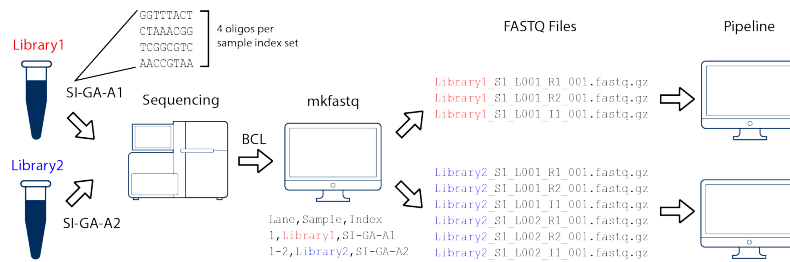 GGTTTACT
CTAAACGG
TCGGCGTC
AACCGTAA
4 oligos per
sample index set
Library1
SI-GA-A1
Library2
SI-GA-A2
Sequencing
BCL
mkfastq
Lane,Sample,Index
1,Library1,SI-GA-A1
1-2,Library2,SI-GA-A2
FASTQ Files
Library1_S1_L001_R1_001.fastq.gz
Library1_S1_L001_R2_001.fastq.gz
Library1_S1_L001_I1_001.fastq.gz
Library2_S1_L001_R1_001.fastq.gz
Library2_S1_L001_R2_001.fastq.gz
Library2_S1_L001_I1_001.fastq.gz
Library2_S1_L002_R1_001.fastq.gz
Library2_S1_L002_R2_001.fastq.gz
Library2_S1_L002_I1_001.fastq.gz
Pipeline